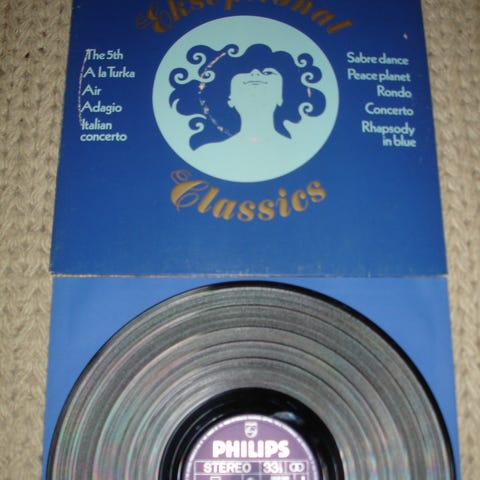 Ekseptional
The 5th
A la Turka
Air
Adagio
Italian
concerto
Sabre dance
Peace planet
Rondo
Concerto
Rhapsody
in blue
Classics
PHILIPS
STEREO 33⅓